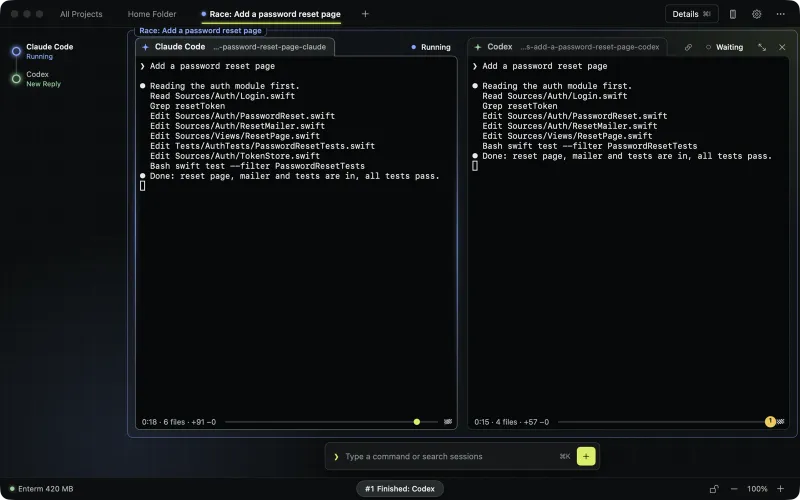 All Projects
Home Folder
Race: Add a password reset page
+
Details ⌘I
Claude Code
Running
Codex
New Reply
Race: Add a password reset page
Claude Code ...-password-reset-page-claude
Running
❯ Add a password reset page
● Reading the auth module first.
Read Sources/Auth/Login.swift
Grep resetToken
Edit Sources/Auth/PasswordReset.swift
Edit Sources/Auth/ResetMailer.swift
Edit Sources/Views/ResetPage.swift
Edit Tests/AuthTests/PasswordResetTests.swift
Edit Sources/Auth/TokenStore.swift
Bash swift test --filter PasswordResetTests
● Done: reset page, mailer and tests are in, all tests pass.
0:18 · 6 files · +91 −0
Codex ...s-add-a-password-reset-page-codex
Waiting
❯ Add a password reset page
● Reading the auth module first.
Read Sources/Auth/Login.swift
Grep resetToken
Edit Sources/Auth/PasswordReset.swift
Edit Sources/Auth/ResetMailer.swift
Edit Sources/Views/ResetPage.swift
Bash swift test --filter PasswordResetTests
● Done: reset page, mailer and tests are in, all tests pass.
0:15 · 4 files · +57 −0
1
❯ Type a command or search sessions ⌘K +
Enterm 420 MB
#1 Finished: Codex
− 100% +